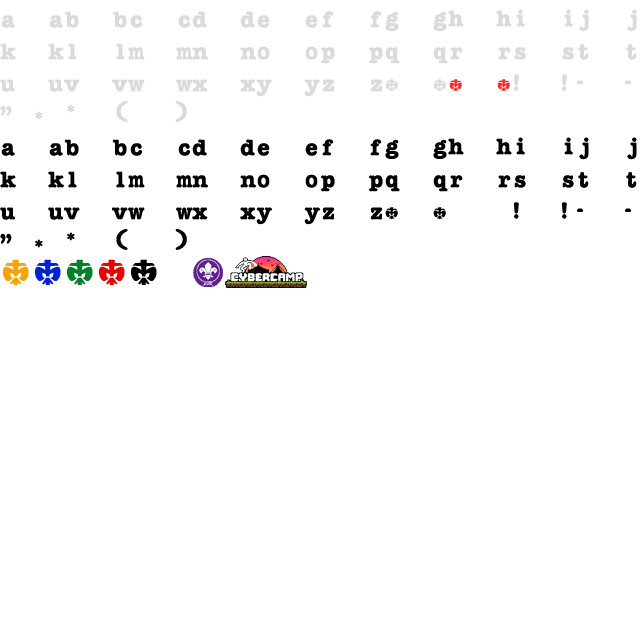 a ab bc cd de ef fg gh hi ij j
k kl lm mn no op pq qr rs st t
u uv vw wx xy yz z ! !- -
” * * ( )
a ab bc cd de ef fg gh hi ij j
k kl lm mn no op pq qr rs st t
u uv vw wx xy yz z ! !- -
” * * ( )
CYBERCAMP